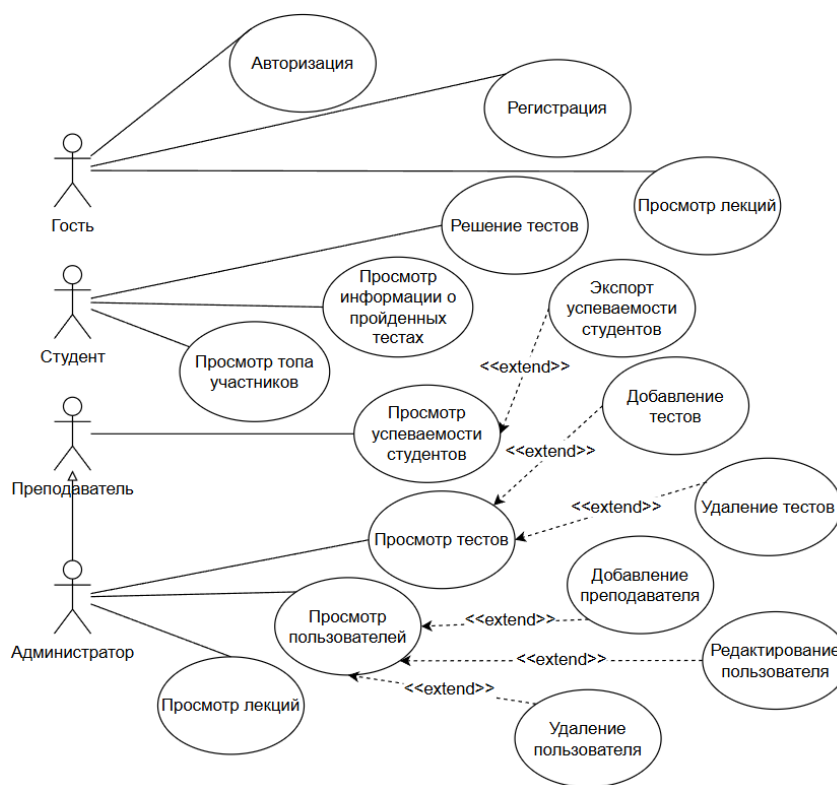 Авторизация
Регистрация
Гость
Просмотр лекций
Решение тестов
Просмотр
информации о
пройденных
тестах
Экспорт
успеваемости
студентов
Студент
Просмотр топа
участников
<<extend>>
Добавление
тестов
Просмотр
успеваемости
студентов
<<extend>>
Преподаватель
<<extend>>
Удаление тестов
Просмотр тестов
Добавление
преподавателя
Просмотр
пользователей
<<extend>>
Администратор
<<extend>>
Редактирование
пользователя
<<extend>>
Просмотр лекций
Удаление
пользователя